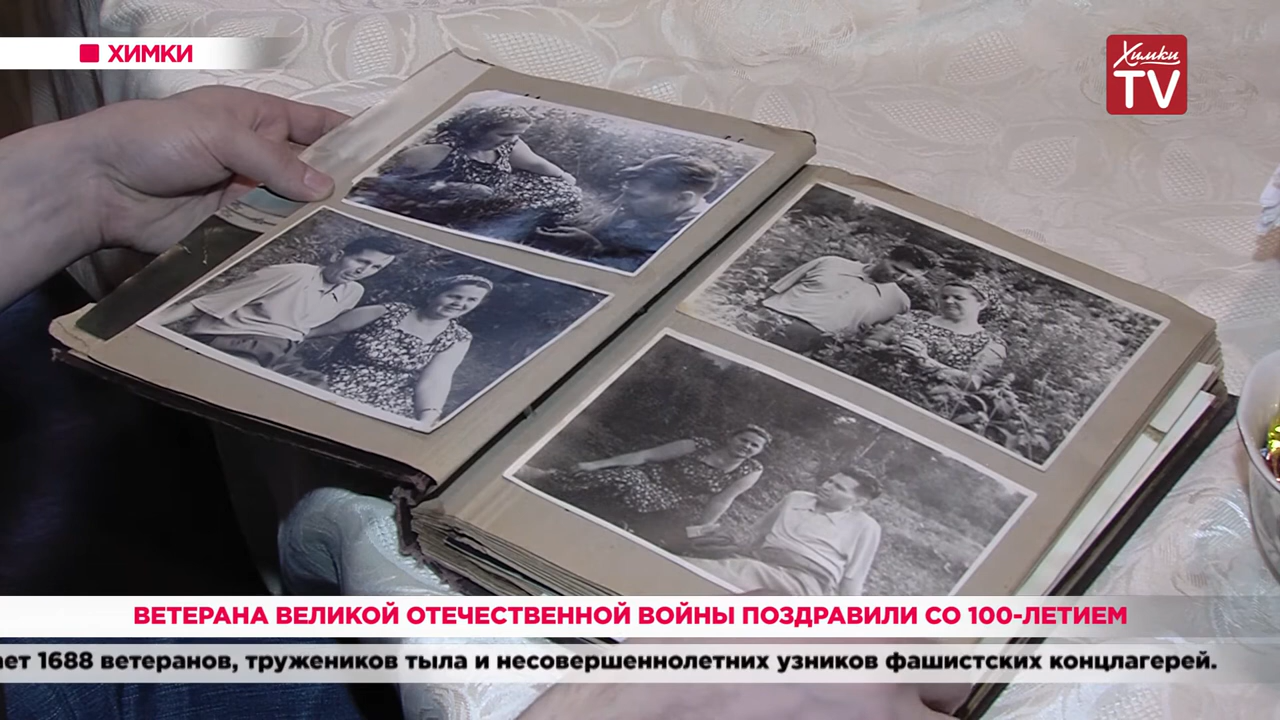 ХИМКИ
Химки
TV
ВЕТЕРАНА ВЕЛИКОЙ ОТЕЧЕСТВЕННОЙ ВОЙНЫ ПОЗДРАВИЛИ СО 100-ЛЕТИЕМ
1688 ветеранов, тружеников тыла и несовершеннолетних узников фашистских концлагерей.